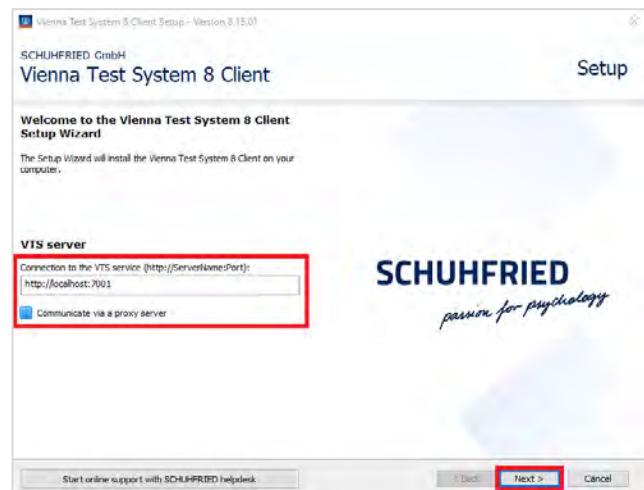 Vienna Test System 8 Client Setup - Version 8.15.01
SCHUHFRIED GmbH
Vienna Test System 8 Client
Setup
Welcome to the Vienna Test System 8 Client
Setup Wizard
The Setup Wizard will install the Vienna Test System 8 Client on your
computer.
VTS server
Connection to the VTS service (http://ServerName:Port):
http://localhost:7001
Communicate via a proxy server
SCHUHFRIED
passion for psychology
Start online support with SCHUHFRIED helpdesk
< Back
Next >
Cancel